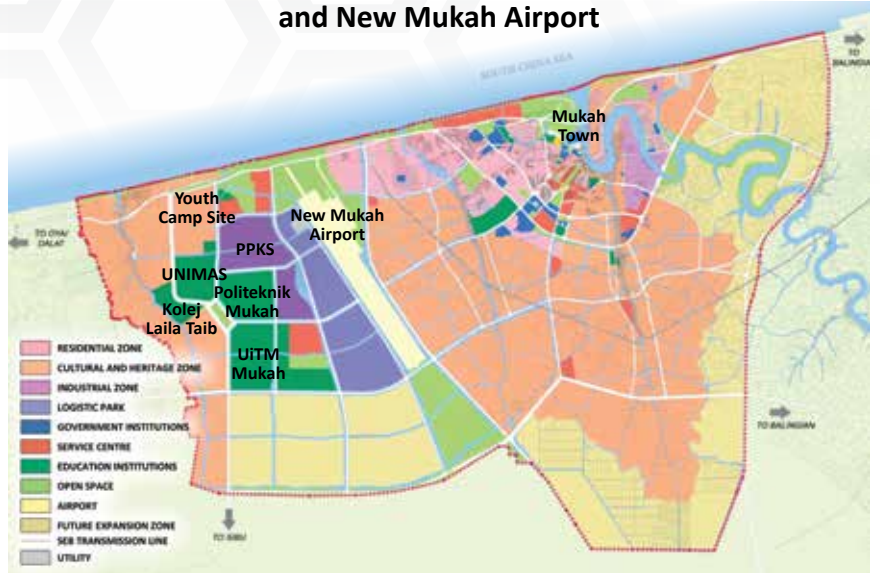 and New Mukah Airport
SOUTH CHINA SEA
TO
BALINGIAN
Mukah
Town
Youth
Camp Site
New Mukah
Airport
TO OYA/
DALAT
PPKS
UNIMAS
Politeknik
Mukah
Kolej
Laila Taib
UiTM
Mukah
RESIDENTIAL ZONE
CULTURAL AND HERITAGE ZONE
INDUSTRIAL ZONE
LOGISTIC PARK
GOVERNMENT INSTITUTIONS
SERVICE CENTRE
EDUCATION INSTITUTIONS
OPEN SPACE
AIRPORT
FUTURE EXPANSION ZONE
SEB TRANSMISSION LINE
UTILITY
TO BALINGIAN
TO SIBU